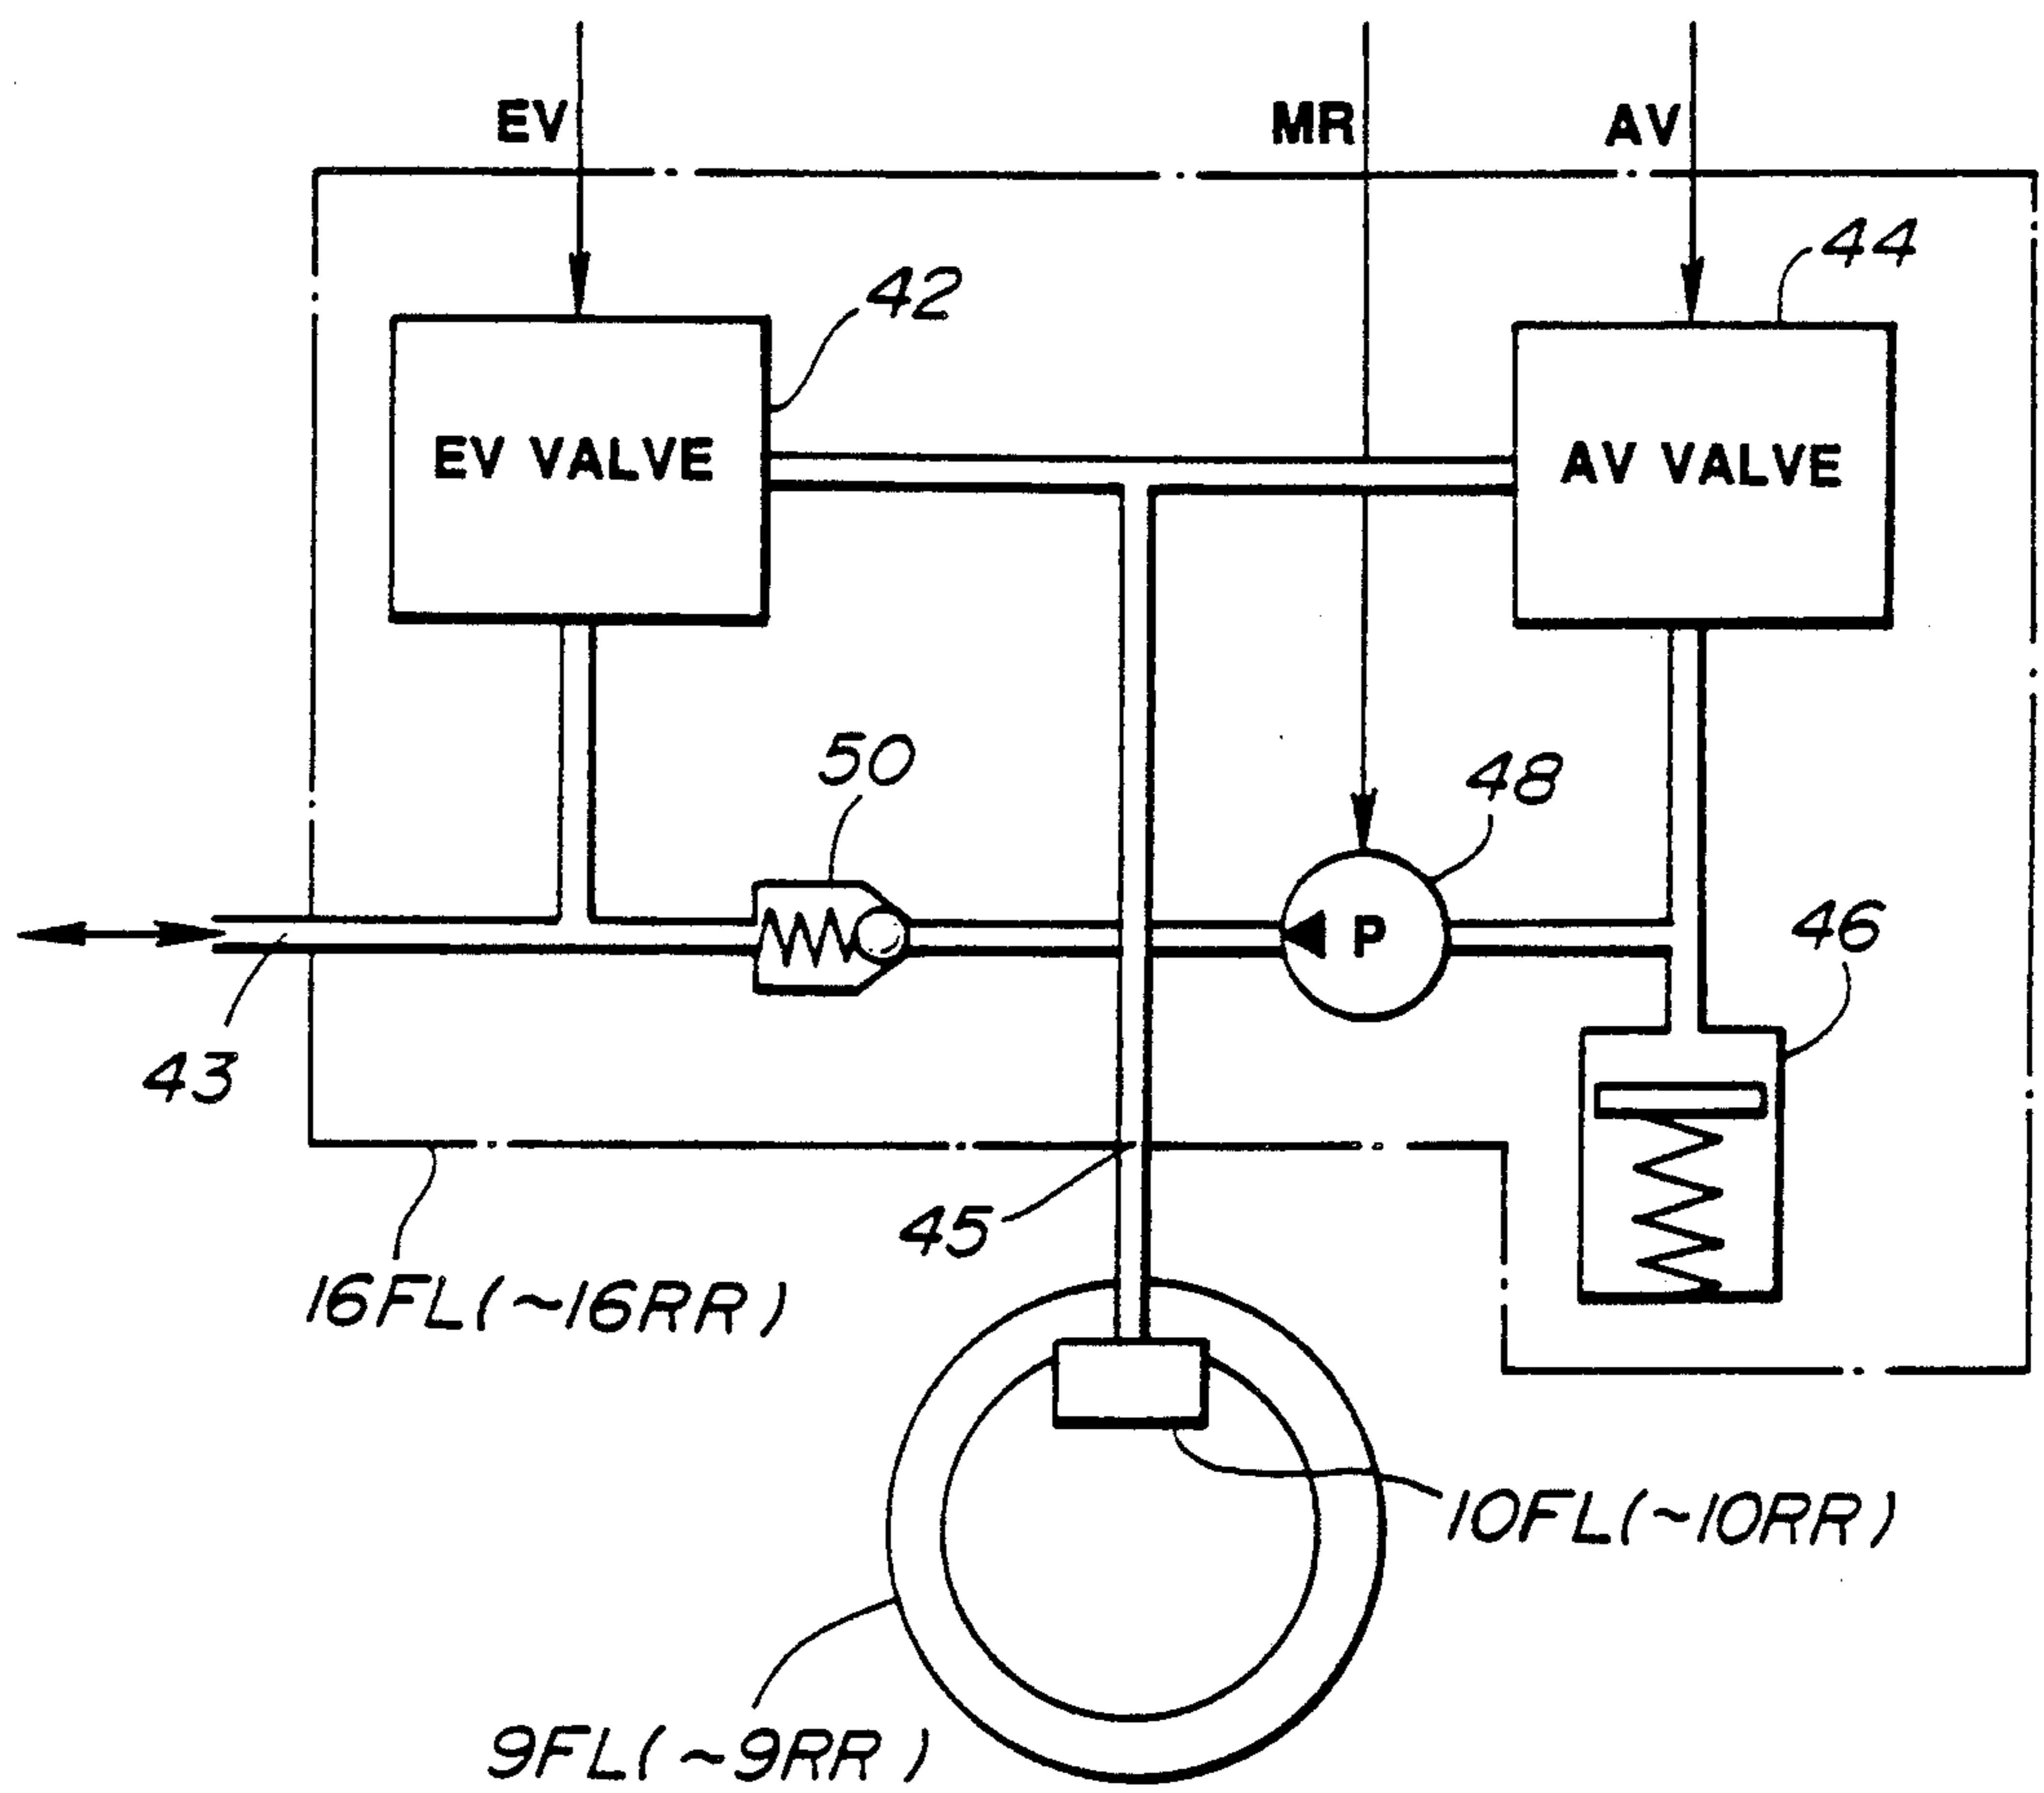 EV
MR
AV
44
42
EV VALVE
AV VALVE
50
48
46
43
45
16FL(~16RR)
10FL(~10RR)
9FL(~9RR)
P